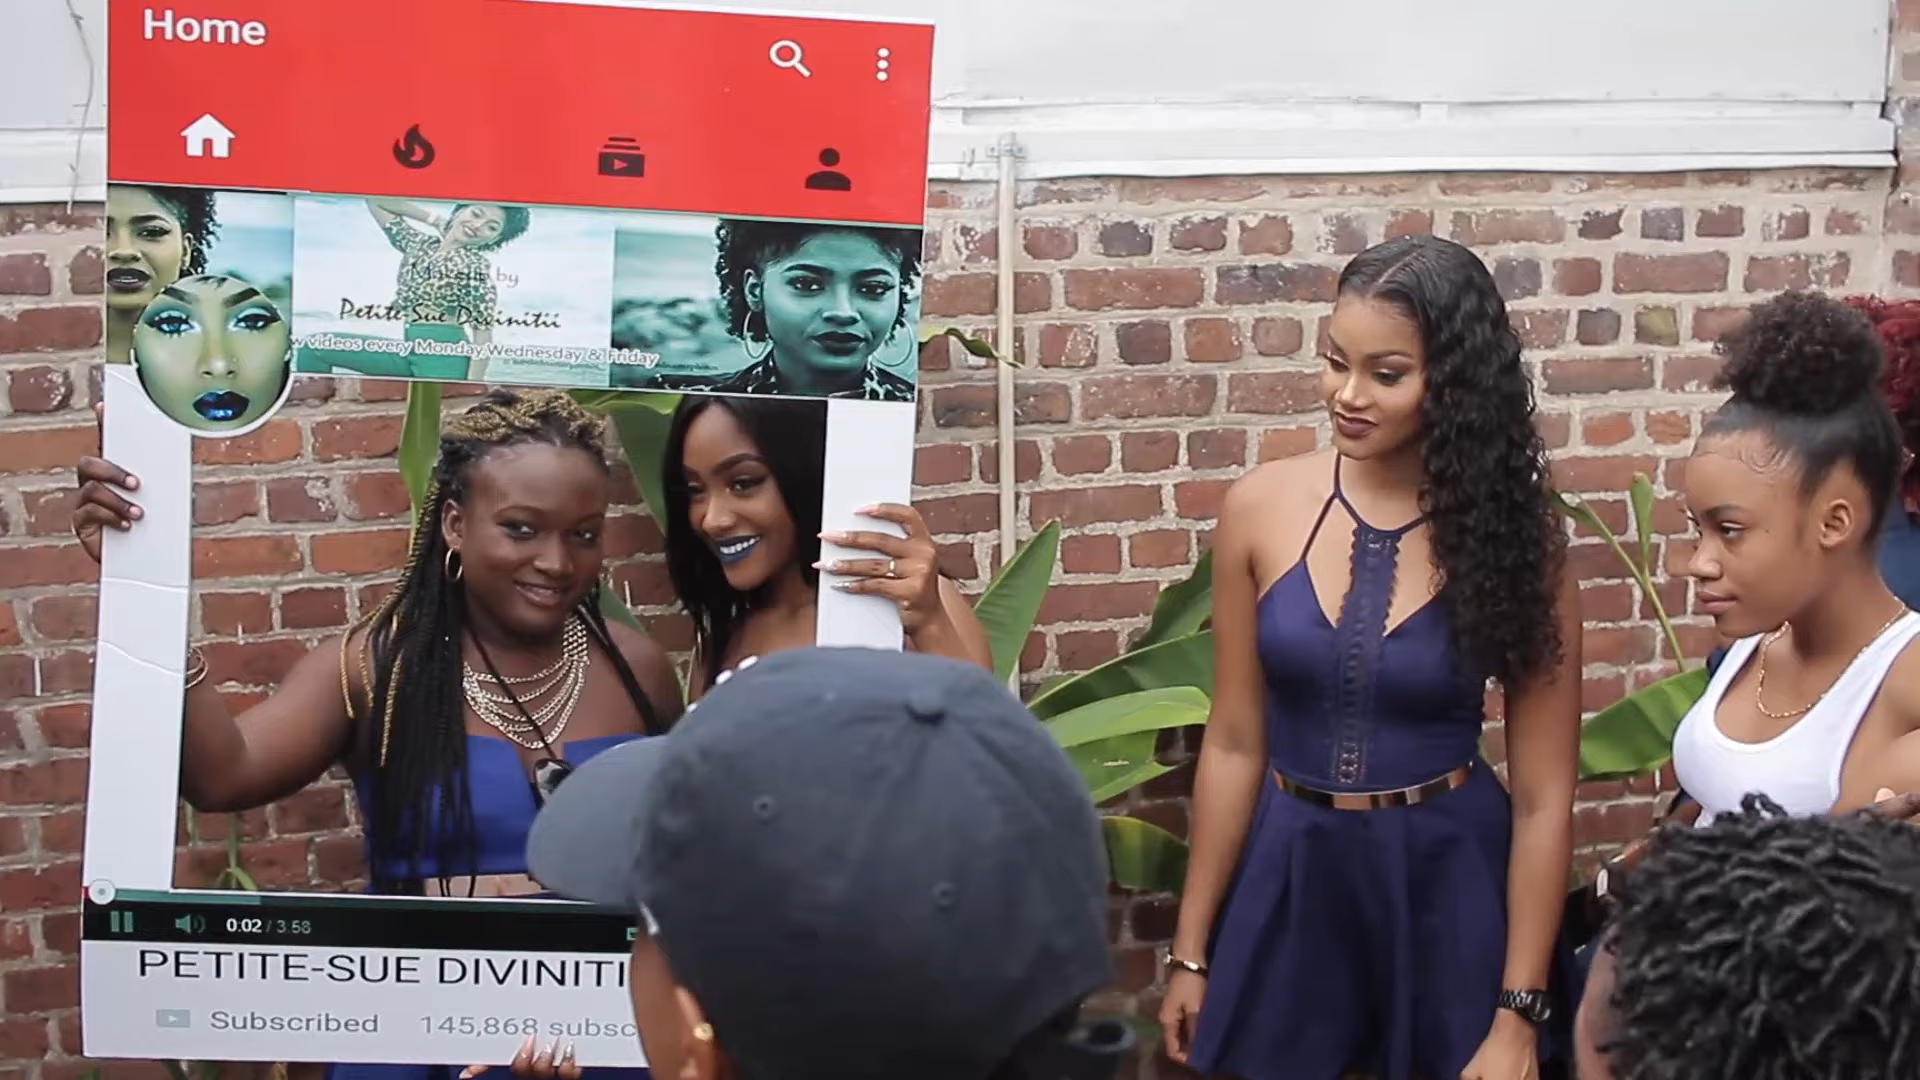 Home
Makeup by
Petite-Sue Divinitii
w videos every Monday, Wednesday & Friday
0:02 / 3:58
PETITE-SUE DIVINITI
Subscribed 145,868 subsc